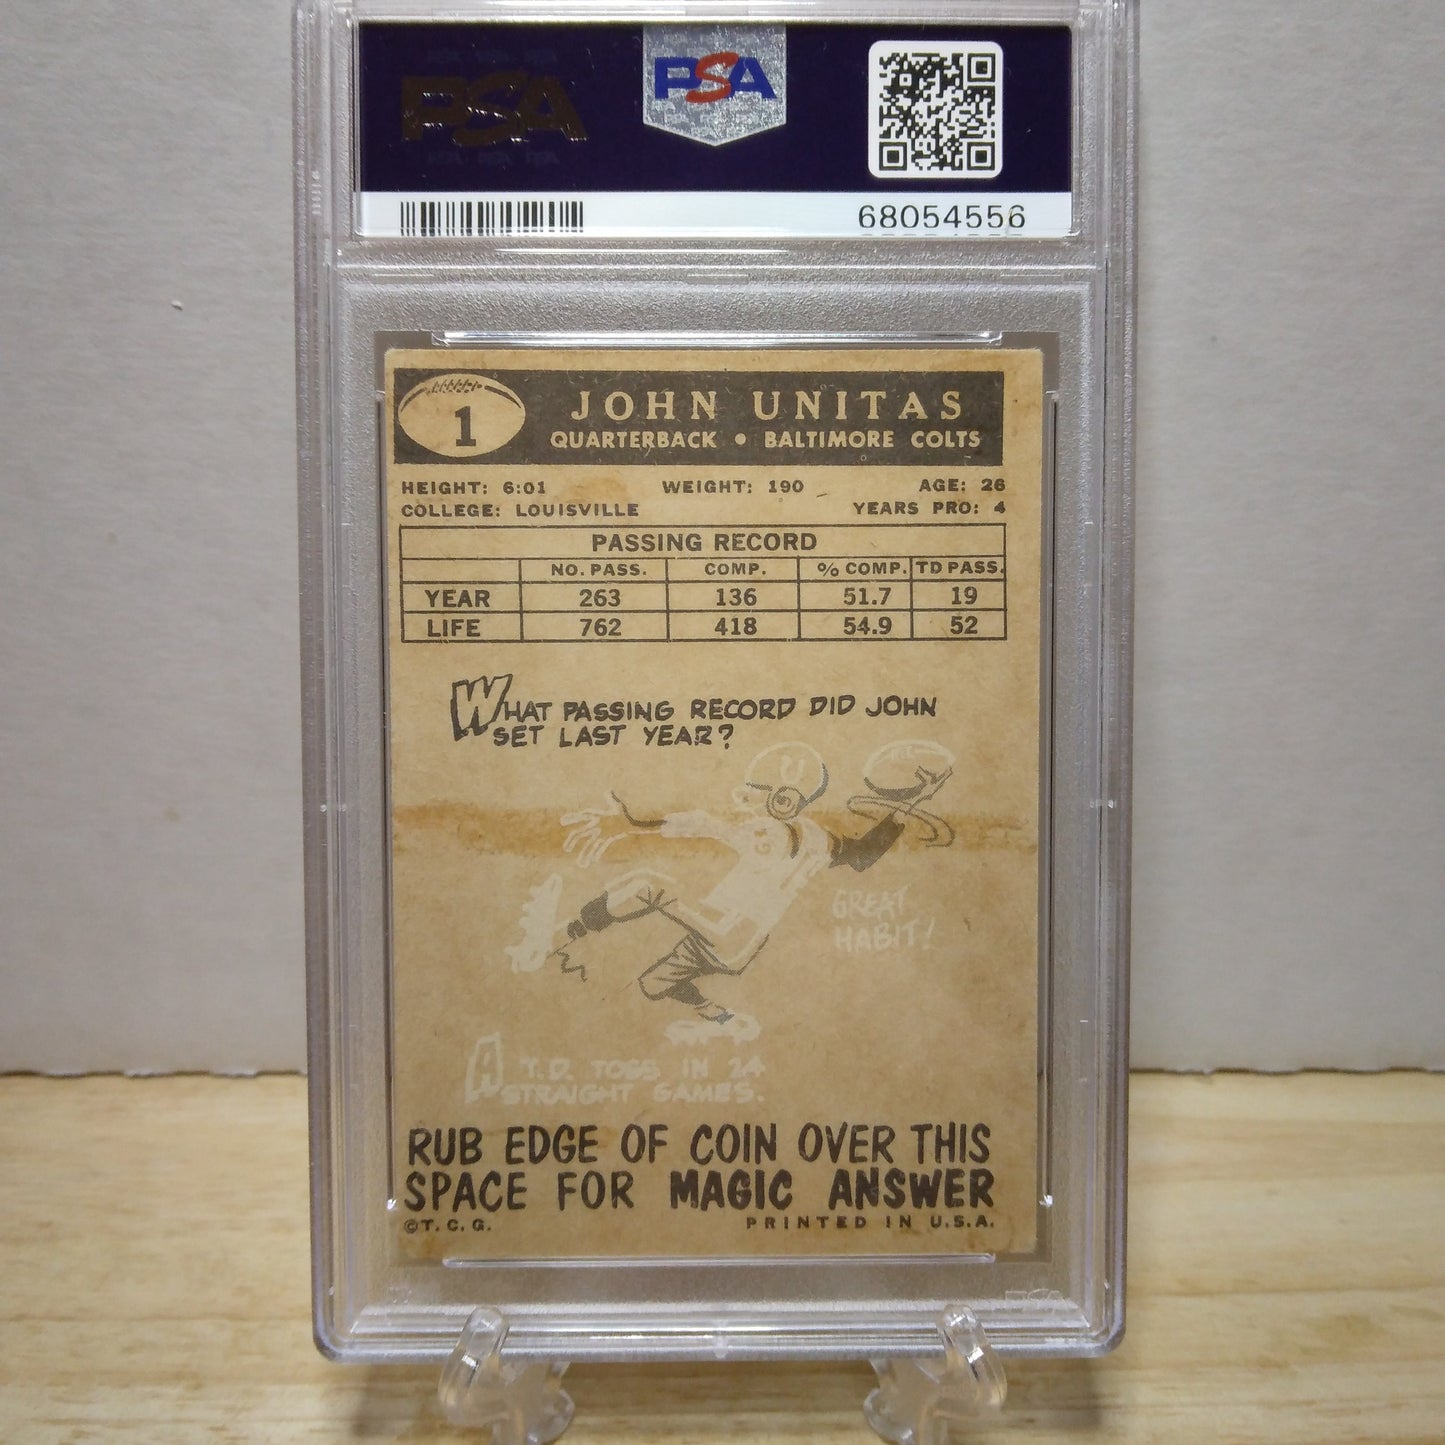 PSA
PSA
68054556
1
JOHN UNITAS
QUARTERBACK • BALTIMORE COLTS
HEIGHT: 6:01 WEIGHT: 190 AGE: 26
COLLEGE: LOUISVILLE YEARS PRO: 4
PASSING RECORD
NO. PASS. COMP. % COMP. TD PASS.
YEAR 263 136 51.7 19
LIFE 762 418 54.9 52
WHAT PASSING RECORD DID JOHN
SET LAST YEAR?
U
GREAT
HABIT!
A T.D. TOSS IN 24
STRAIGHT GAMES.
RUB EDGE OF COIN OVER THIS
SPACE FOR MAGIC ANSWER
©T. C. G. PRINTED IN U.S.A.
PSA